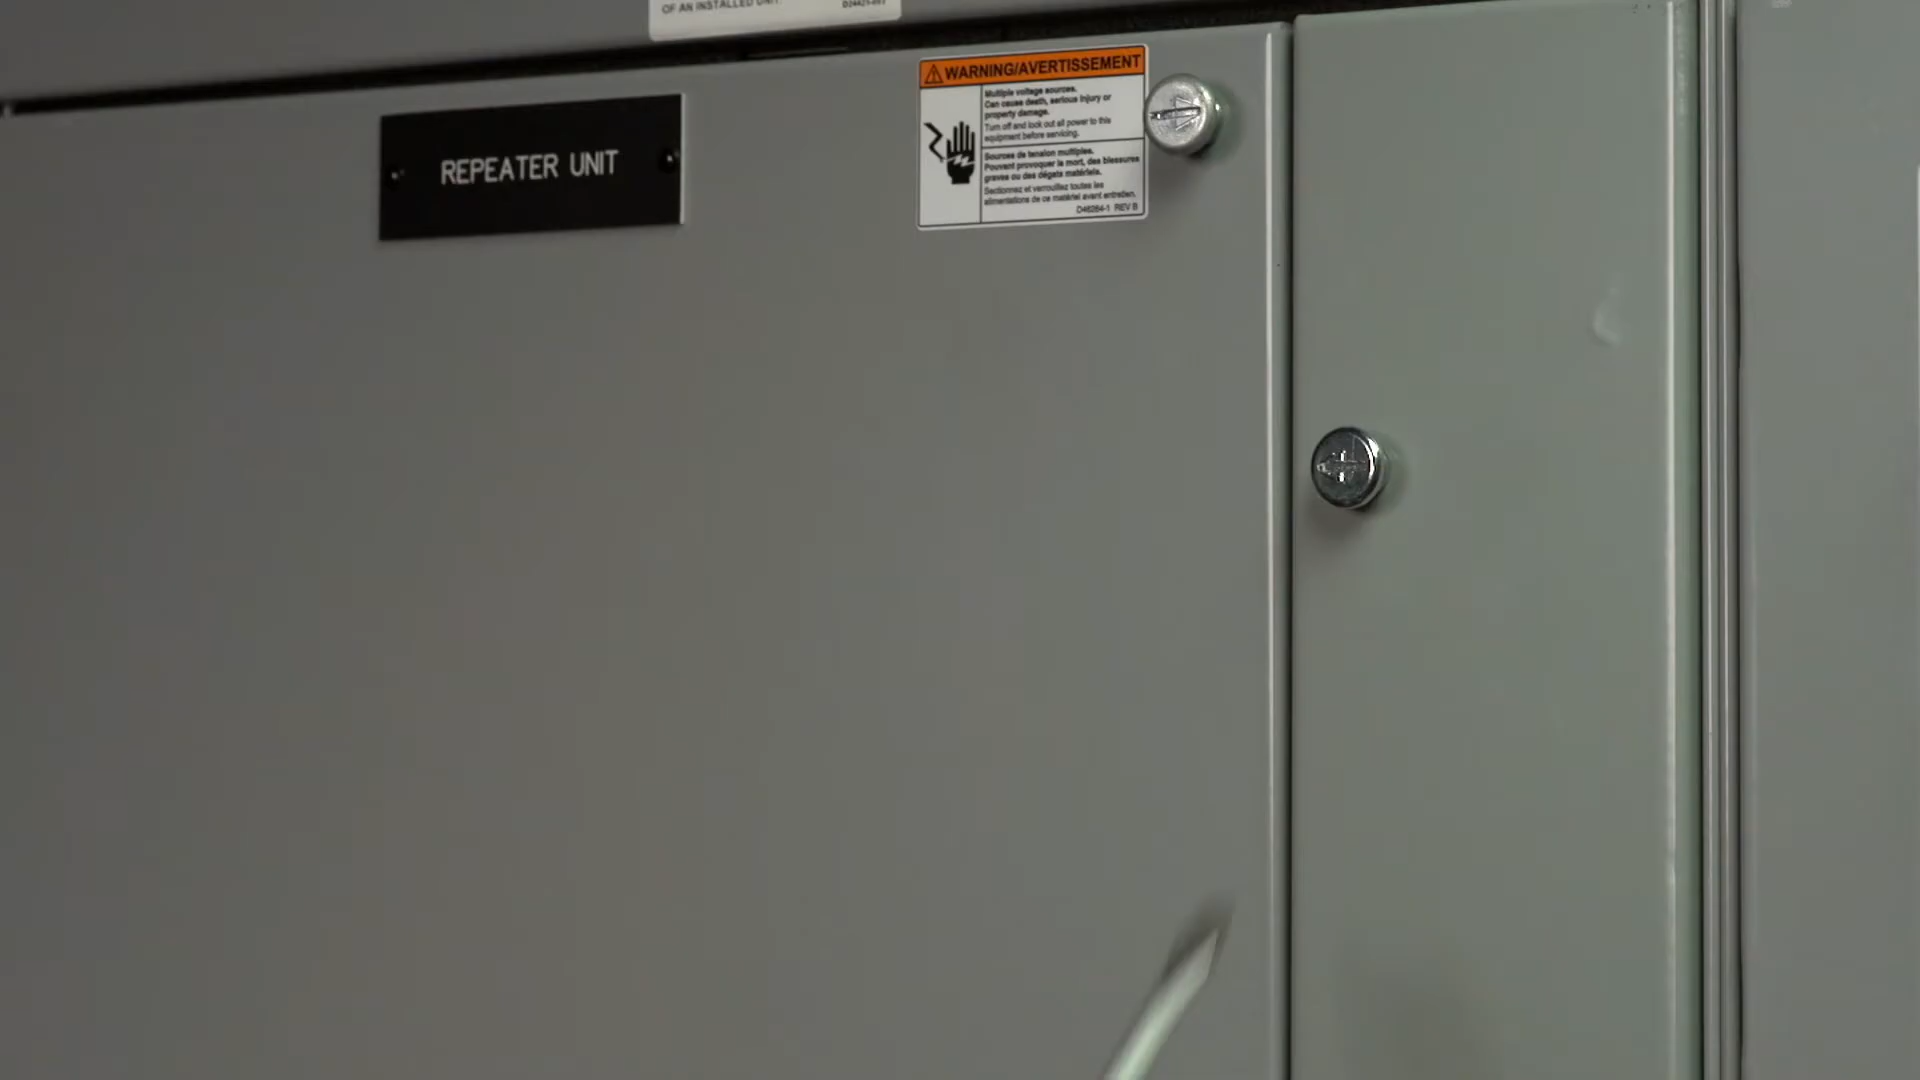 OF AN INSTALLED UNIT.
REPEATER UNIT
WARNING/AVERTISSEMENT
Multiple voltage sources.
Can cause death, serious injury or
property damage.
Turn off and lock out all power to this
equipment before servicing.
Sources de tension multiples.
Pouvant provoquer la mort, des blessures
graves ou des dégats matériels.
Sectionnez et verrouillez toutes les
alimentations de ce matériel avant entretien.
D46264-1 REV B